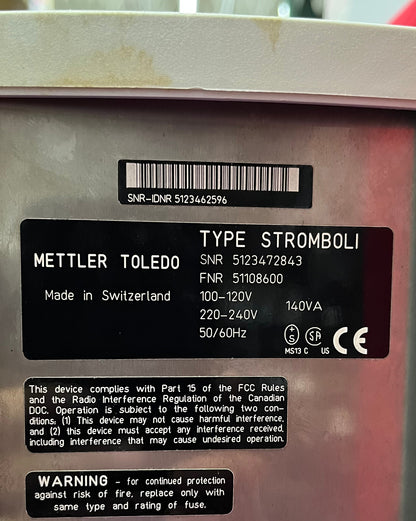 SNR-IDNR 5123462596
TYPE STROMBOLI
METTLER TOLEDO
SNR 5123472843
FNR 51108600
Made in Switzerland
100-120V
220-240V
140VA
50/60Hz
S
SA
MS13 C US
CE
This device complies with Part 15 of the FCC Rules
and the Radio Interference Regulation of the Canadian
DOC. Operation is subject to the following two con-
ditions: (1) This device may not cause harmful interference,
and (2) this device must accept any interference received,
including interference that may cause undesired operation.
WARNING - for continued protection
against risk of fire, replace only with
same type and rating of fuse.